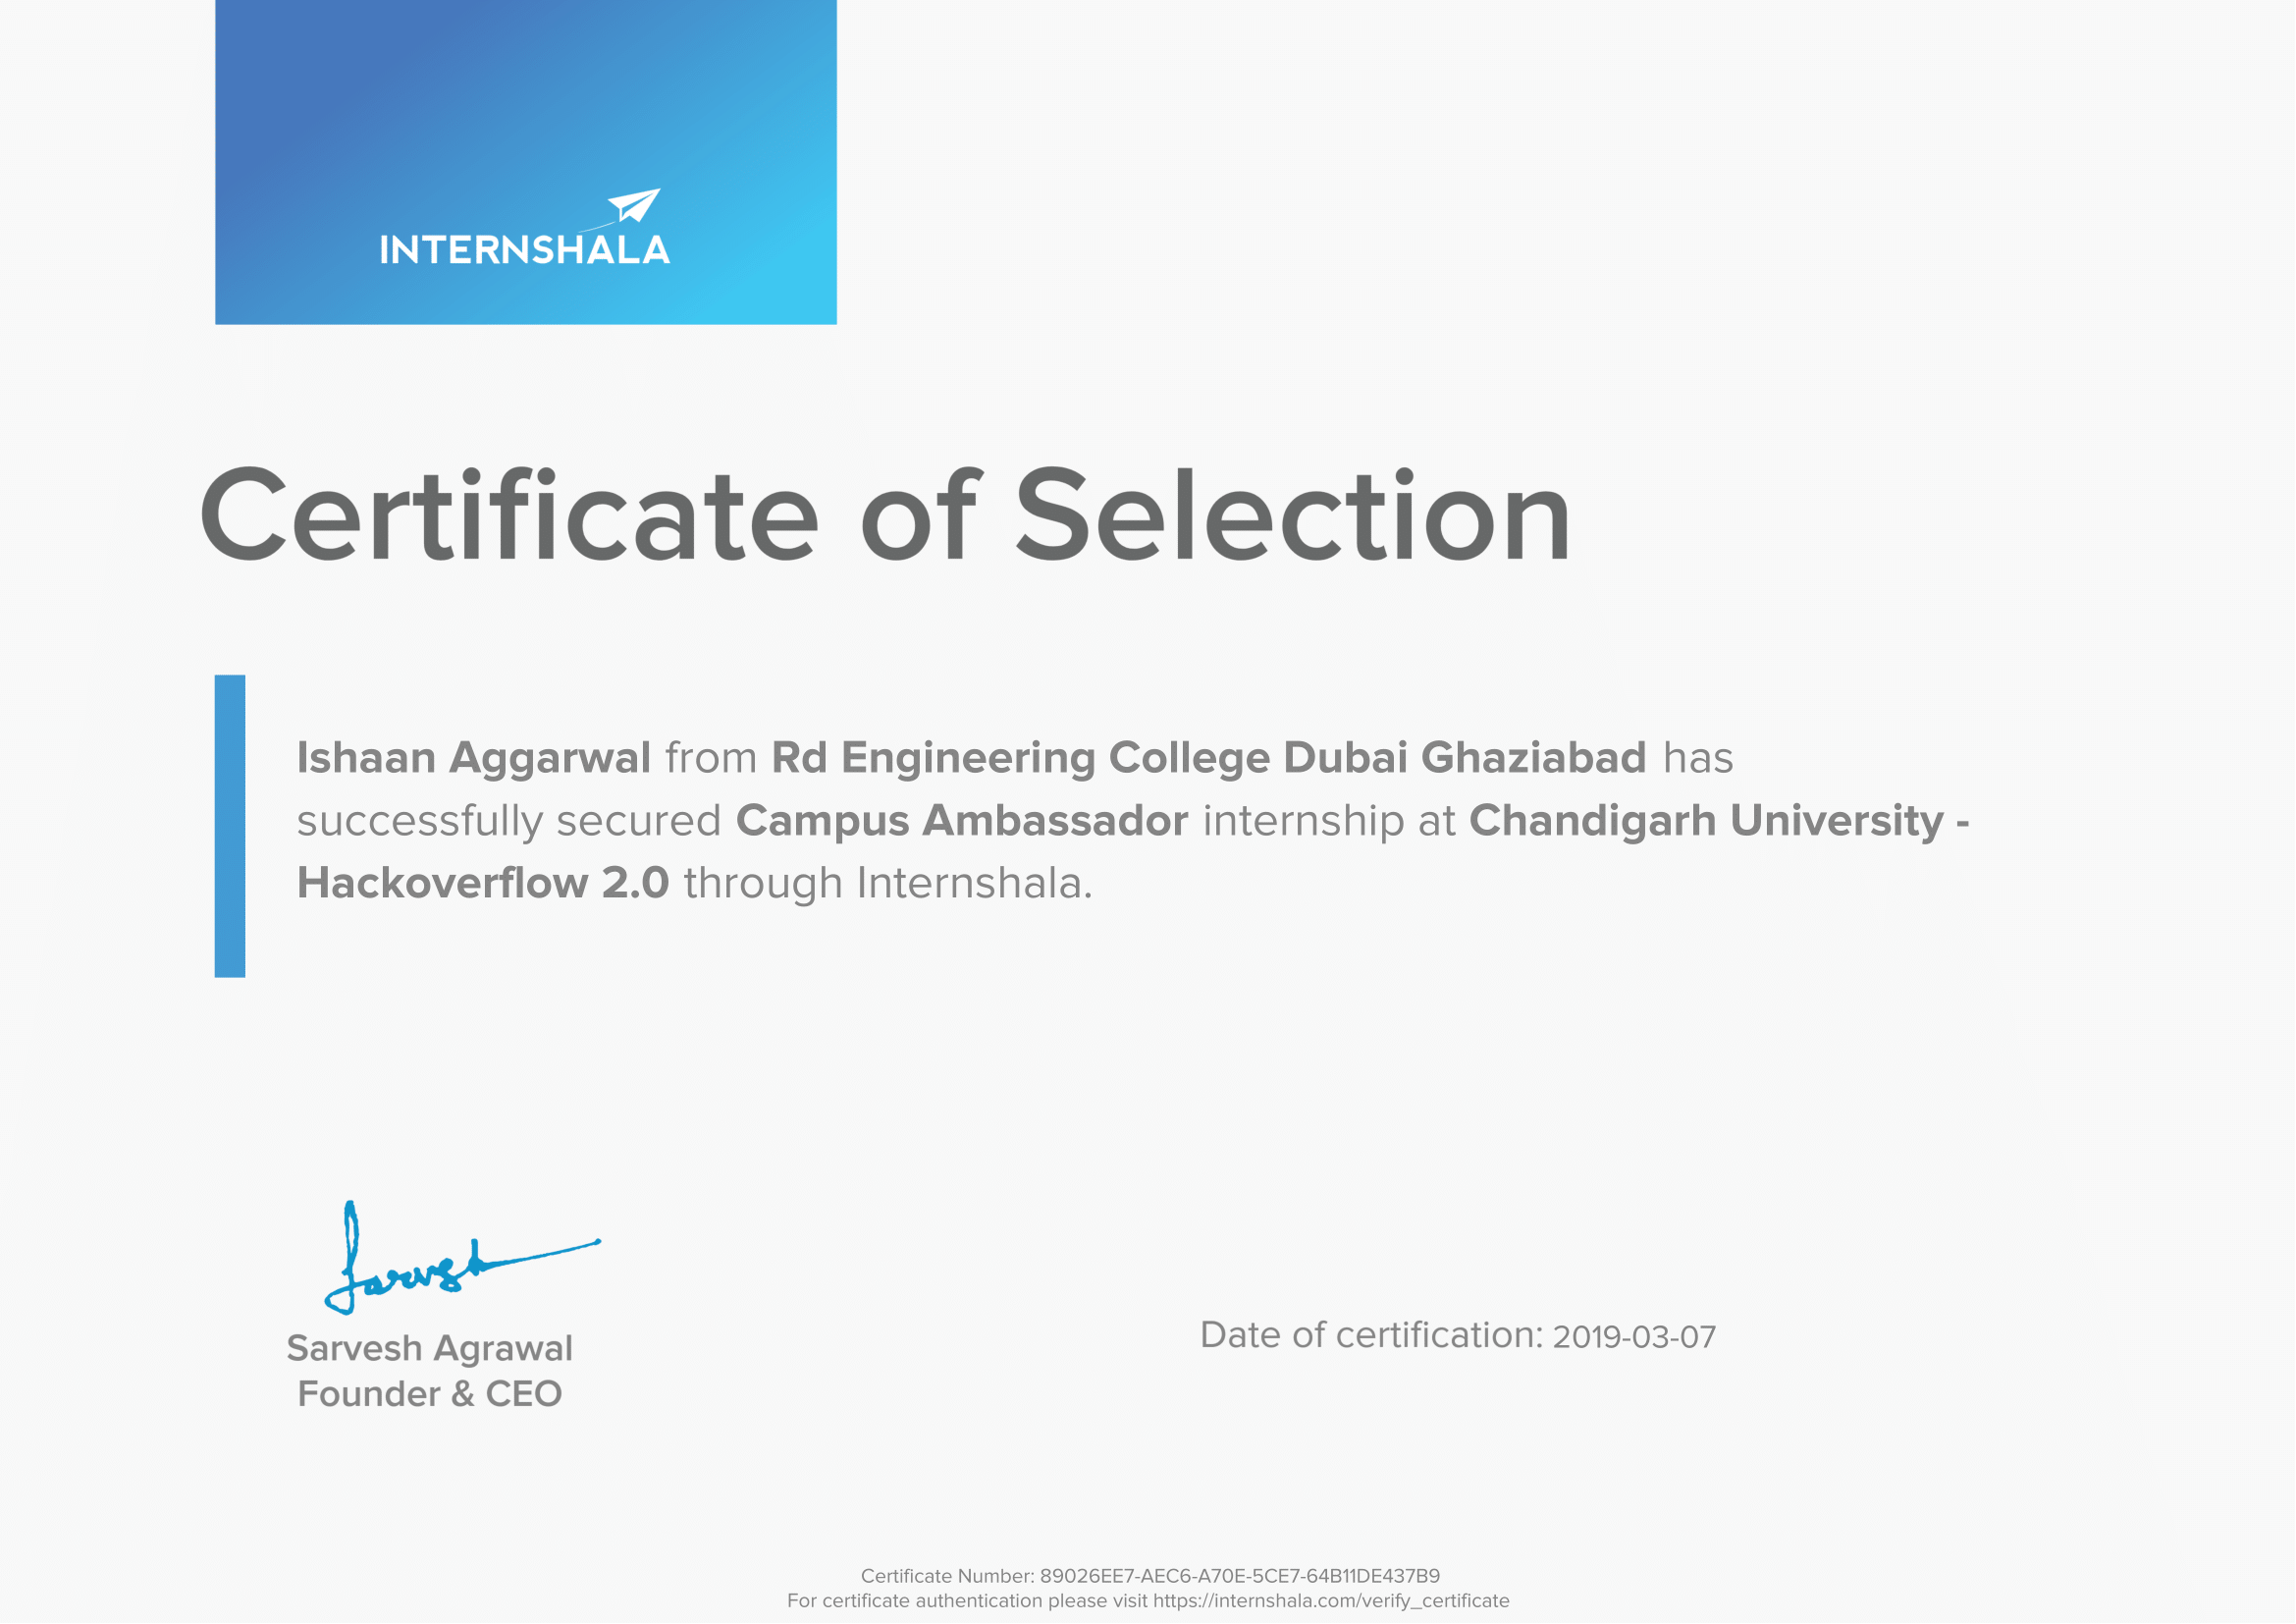 INTERNSHALA
Certificate of Selection
Ishaan Aggarwal from Rd Engineering College Dubai Ghaziabad has
successfully secured Campus Ambassador internship at Chandigarh University -
Hackoverflow 2.0 through Internshala.
Sarvesh
Sarvesh Agrawal
Founder & CEO
Date of certification: 2019-03-07
Certificate Number: 89026EE7-AEC6-A70E-5CE7-64B11DE437B9
For certificate authentication please visit https://internshala.com/verify_certificate